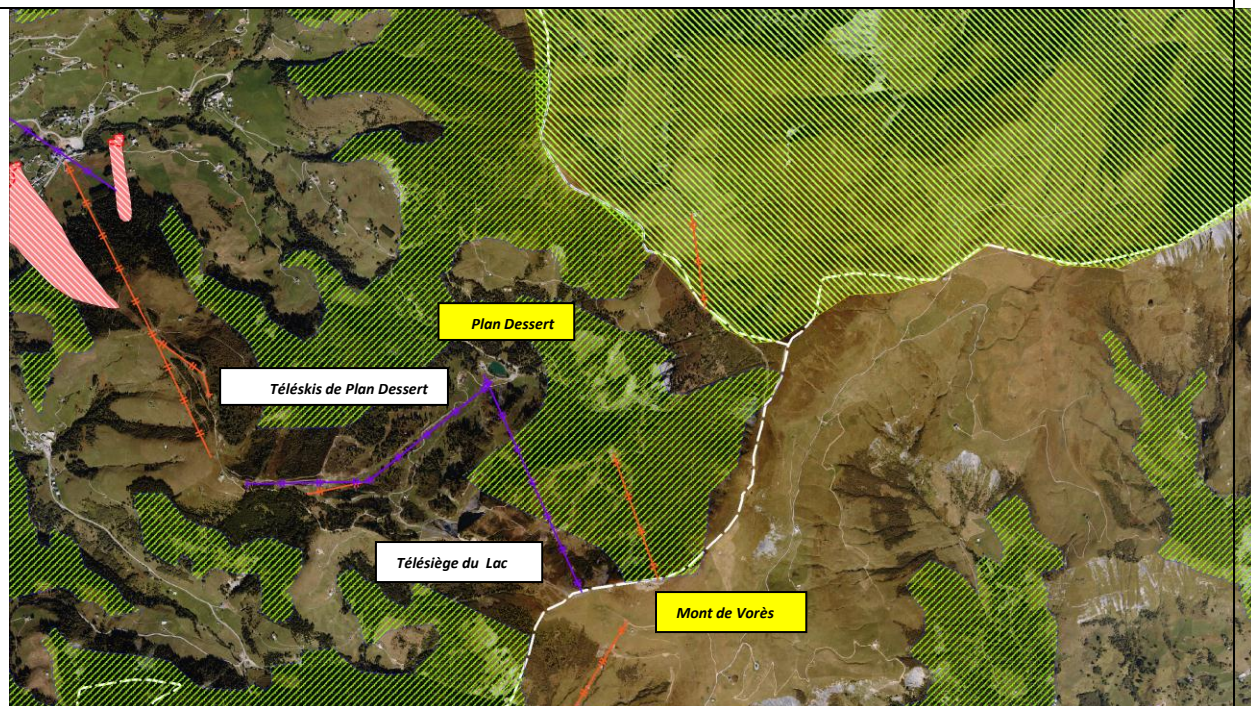 Plan Dessert
Téléskis de Plan Dessert
Télésiège du Lac
Mont de Vorès